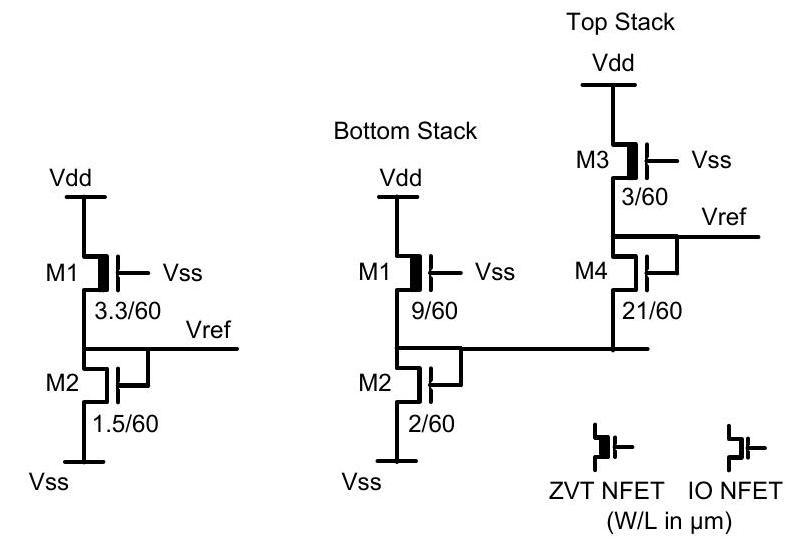 Vdd
M1
Vss
3.3/60
Vref
M2
1.5/60
Vss
Bottom Stack
Vdd
M1
Vss
9/60
M2
2/60
Vss
Top Stack
Vdd
M3
Vss
3/60
Vref
M4
21/60
ZVT NFET IO NFET
(W/L in μm)